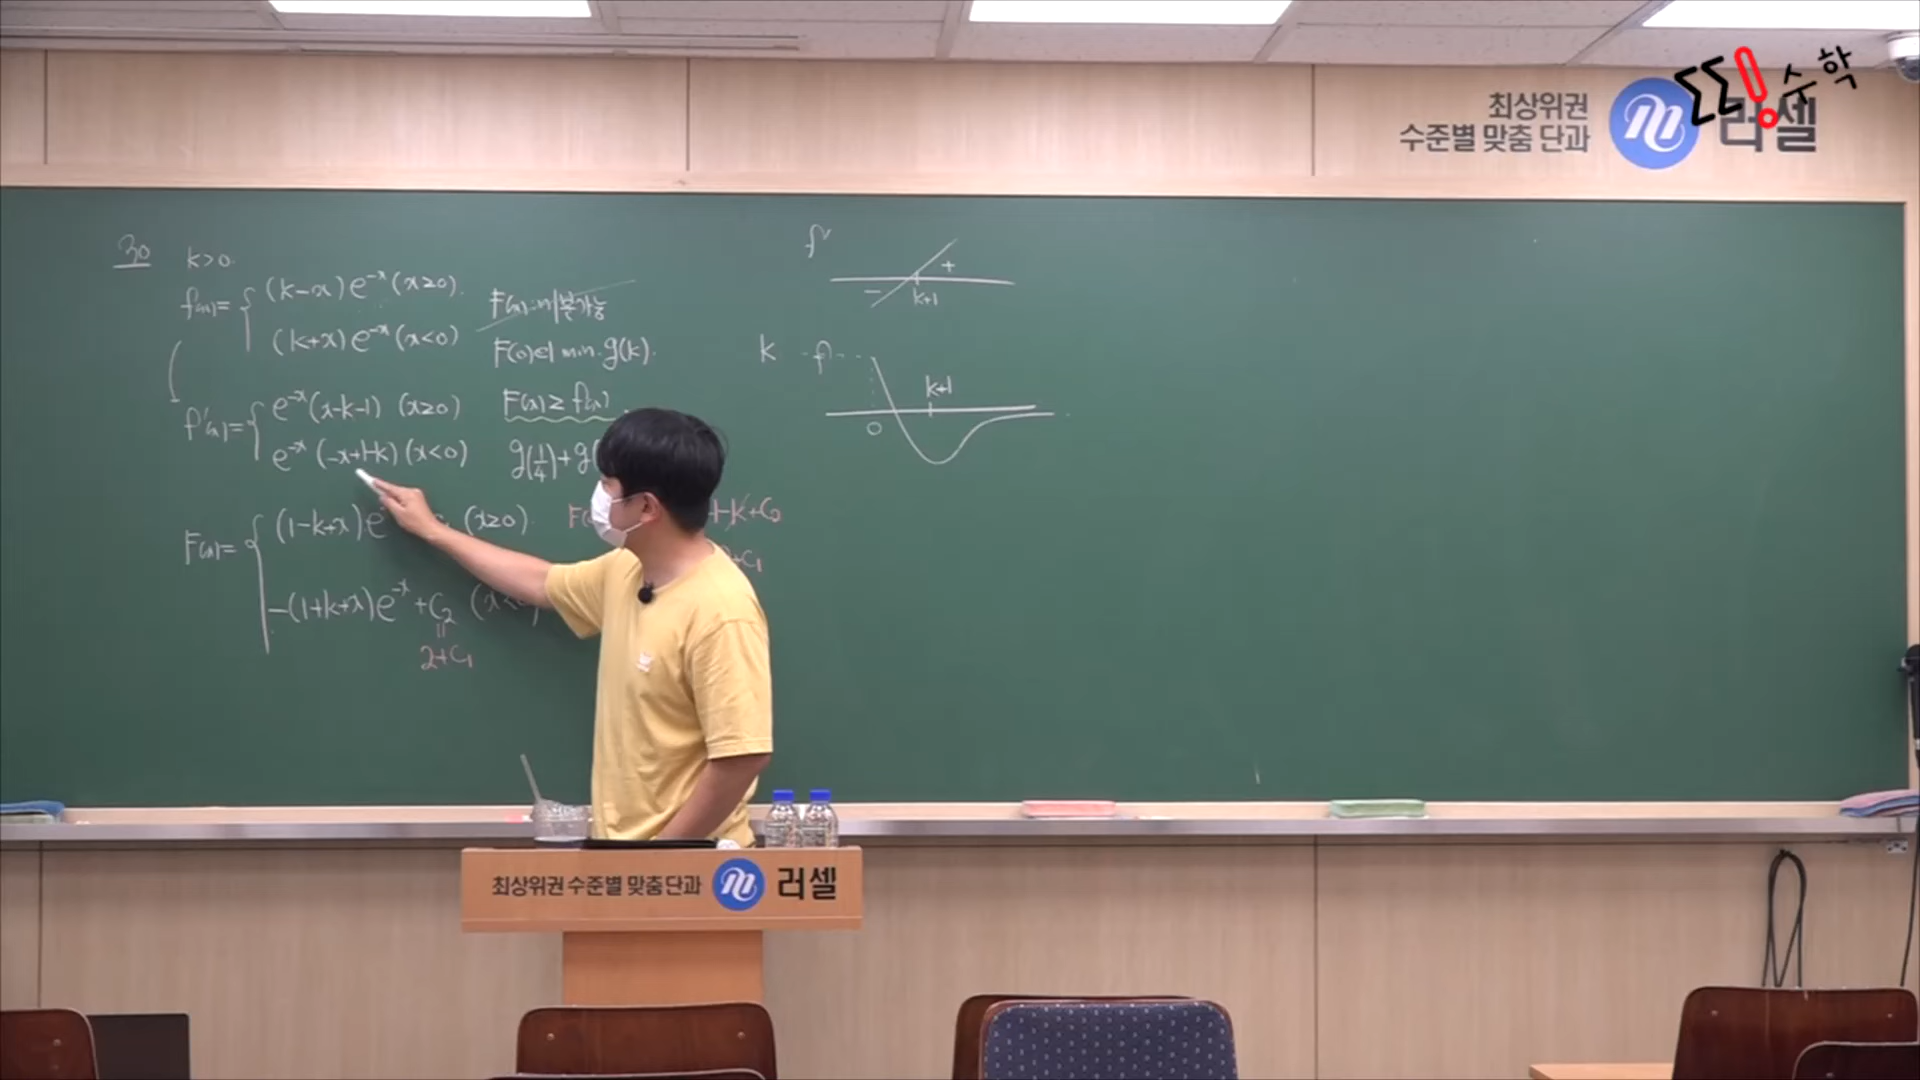 띵!수학
최상위권
수준별 맞춤 단과
러셀
30
k>0.
f(x)= { (k-x)e^{-x} (x≥0).
(k+x)e^{-x} (x<0)
F(x):미분가능
F(0)의 min. g(k).
f'(x)= { e^{-x}(x-k-1) (x≥0)
e^{-x}(-x+1-k) (x<0)
F(x)≥f(x)
g(1/4)+g(
F(x)= { (1-k+x)e (x≥0).
-(1+k+x)e^{-x}+C₂ (x<
=
2+C₁
f'
+
-
k+1
k
f
k+1
0
최상위권 수준별 맞춤 단과 러셀